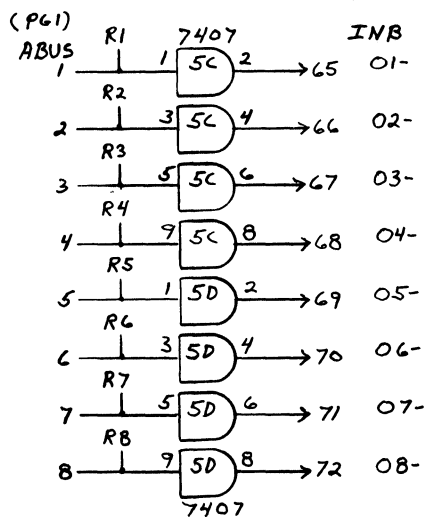 (PG1)
ABUS
R1
7407
INB
1 1 5C 2 65 01-
R2
2 3 5C 4 66 02-
R3
3 5 5C 6 67 03-
R4
4 9 5C 8 68 04-
R5
5 1 5D 2 69 05-
R6
6 3 5D 4 70 06-
R7
7 5 5D 6 71 07-
R8
8 9 5D 8 72 08-
7407